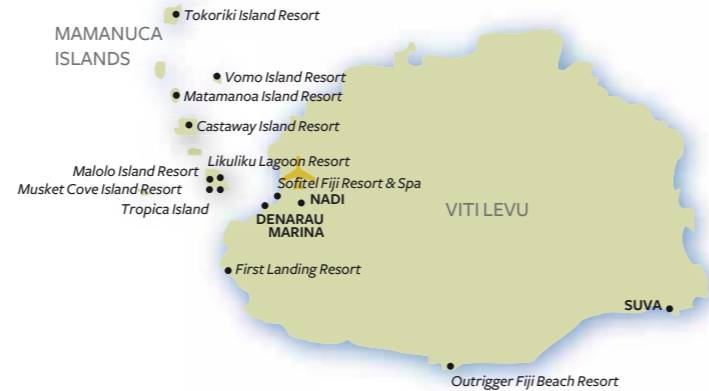 Tokoriki Island Resort
MAMANUCA
ISLANDS
Vomo Island Resort
Matamanoa Island Resort
Castaway Island Resort
Likuliku Lagoon Resort
Malolo Island Resort
Sofitel Fiji Resort & Spa
Musket Cove Island Resort
NADI
Tropica Island
VITI LEVU
DENARAU
MARINA
First Landing Resort
SUVA
Outrigger Fiji Beach Resort